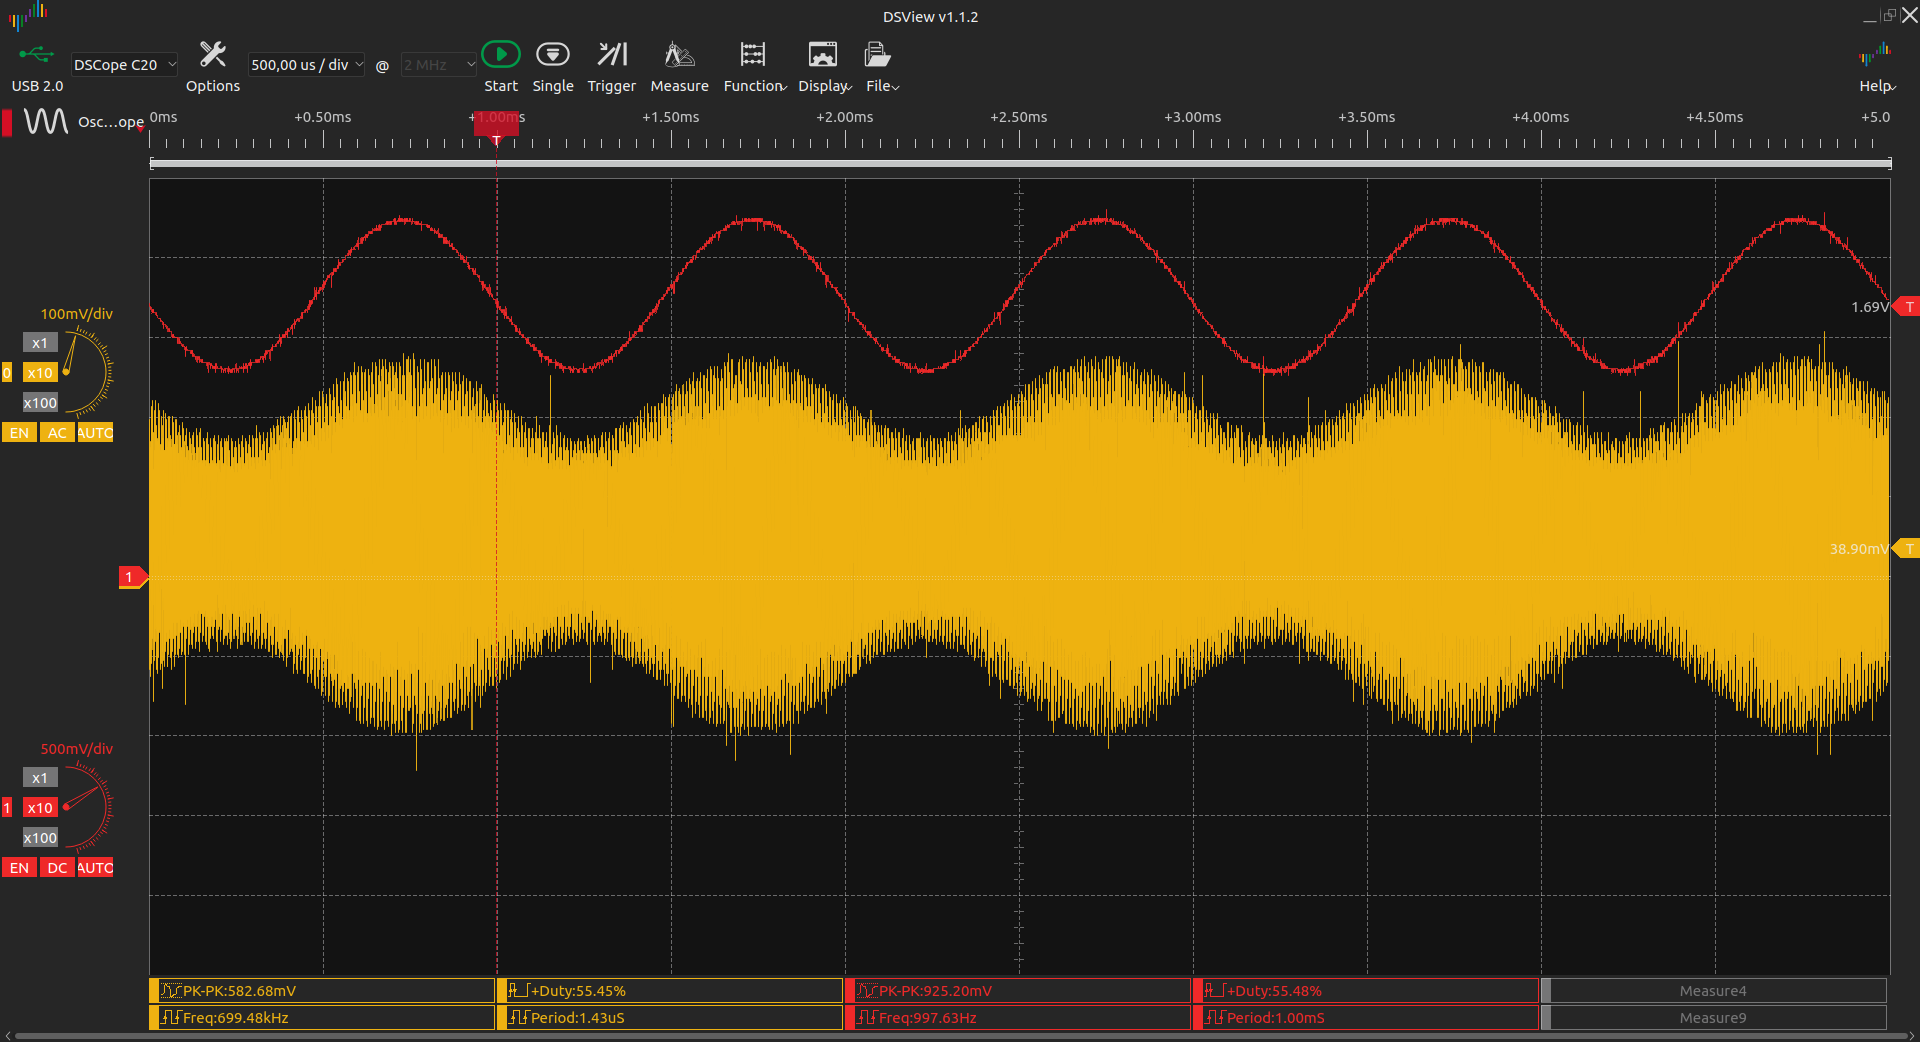 DSView v1.1.2
USB 2.0
DSCope C20
Options
500,00 us / div
@
2 MHz
Start
Single
Trigger
Measure
Function
Display
File
Help
Osc...ope
0ms
+0.50ms
+1.00ms
+1.50ms
+2.00ms
+2.50ms
+3.00ms
+3.50ms
+4.00ms
+4.50ms
+5.0
T
1.69V
T
100mV/div
x1
0
x10
x100
EN
AC
AUTO
38.90mV
T
1
500mV/div
x1
1
x10
x100
EN
DC
AUTO
PK-PK:582.68mV
+Duty:55.45%
PK-PK:925.20mV
+Duty:55.48%
Measure4
Freq:699.48kHz
Period:1.43uS
Freq:997.63Hz
Period:1.00mS
Measure9